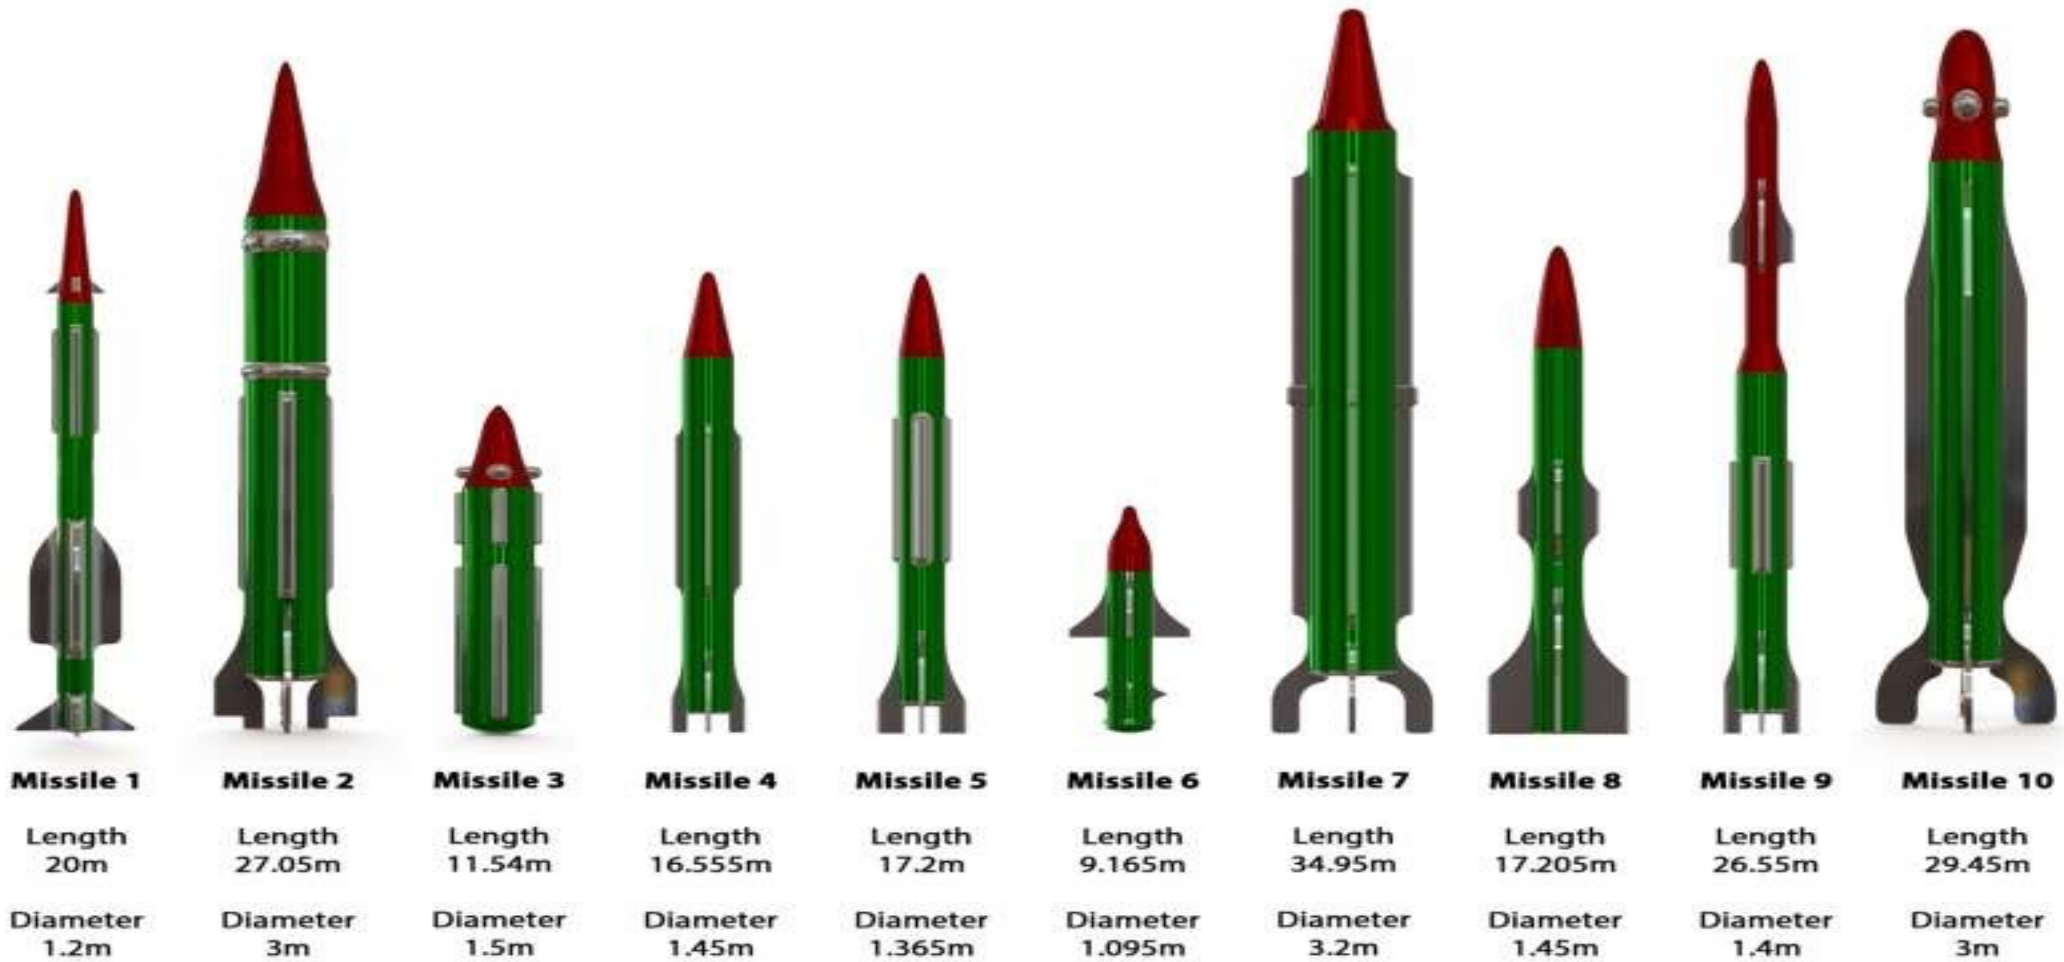 Missile 1 Missile 2 Missile 3 Missile 4 Missile 5 Missile 6 Missile 7 Missile 8 Missile 9 Missile 10
Length Length Length Length Length Length Length Length Length Length
20m 27.05m 11.54m 16.555m 17.2m 9.165m 34.95m 17.205m 26.55m 29.45m
Diameter Diameter Diameter Diameter Diameter Diameter Diameter Diameter Diameter Diameter
1.2m 3m 1.5m 1.45m 1.365m 1.095m 3.2m 1.45m 1.4m 3m